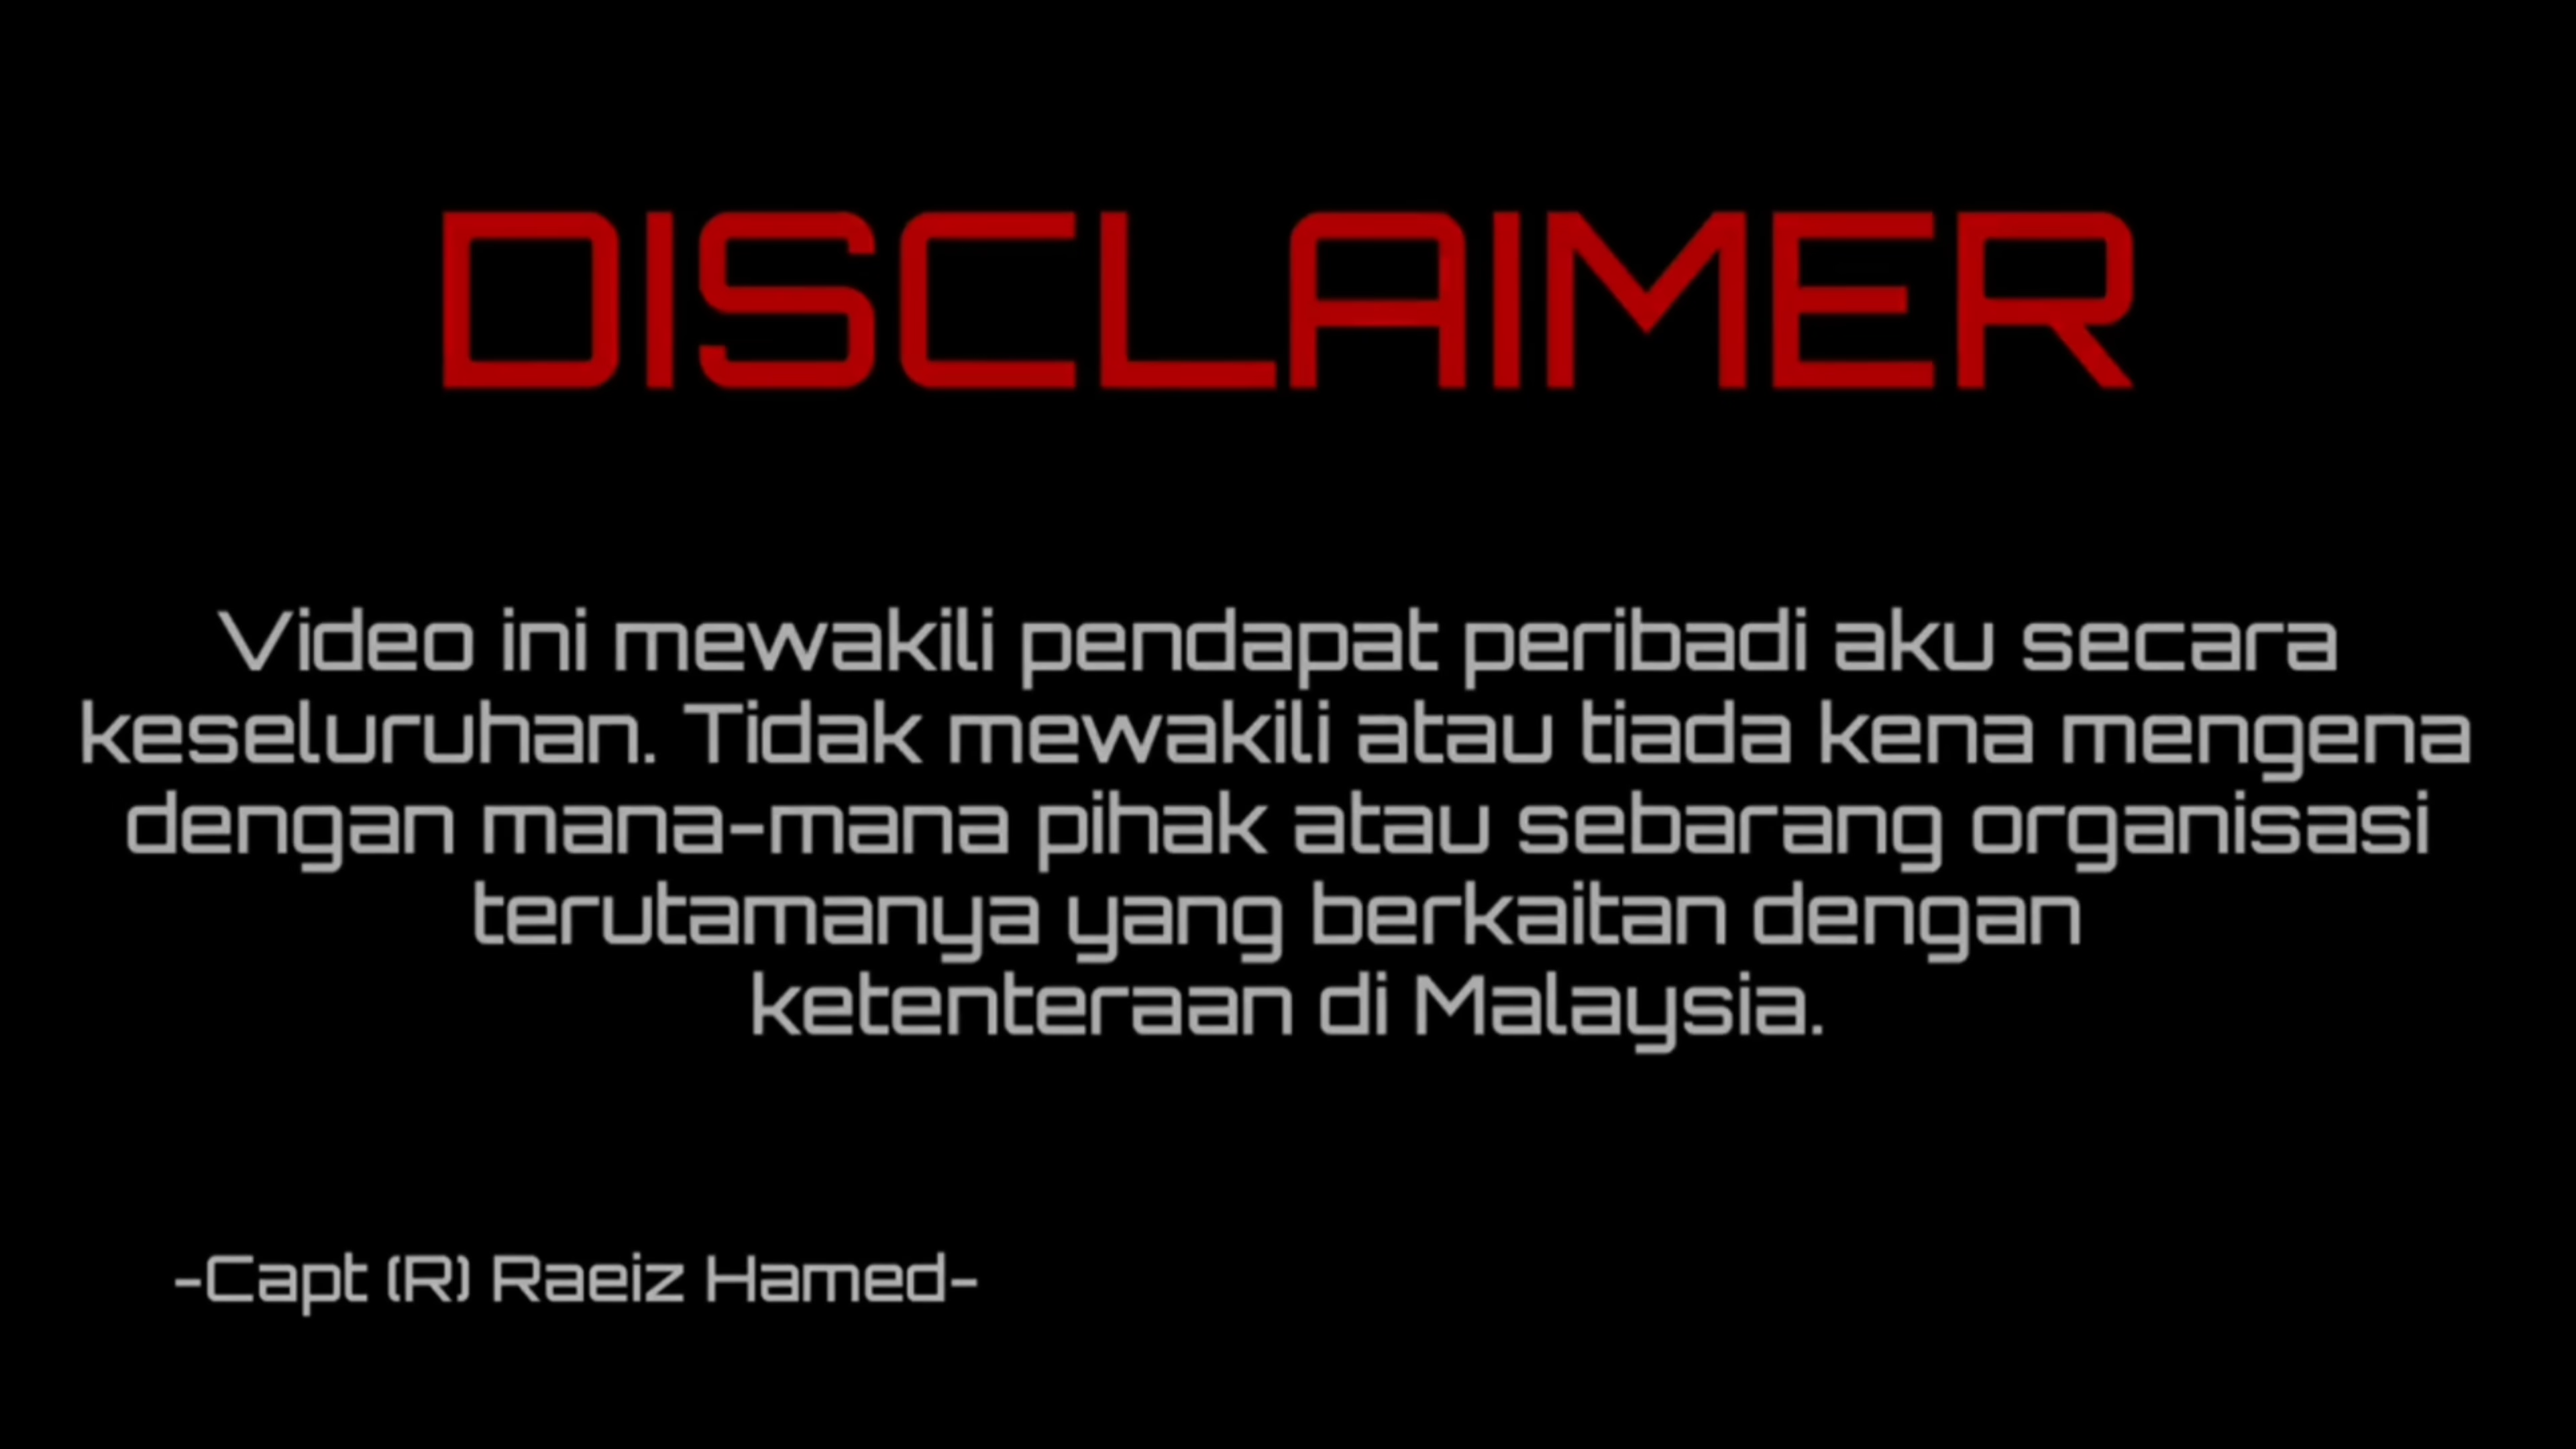 DISCLAIMER
Video ini mewakili pendapat peribadi aku secara
keseluruhan. Tidak mewakili atau tiada kena mengena
dengan mana-mana pihak atau sebarang organisasi
terutamanya yang berkaitan dengan
ketenteraan di Malaysia.
-Capt (R) Raeiz Hamed-